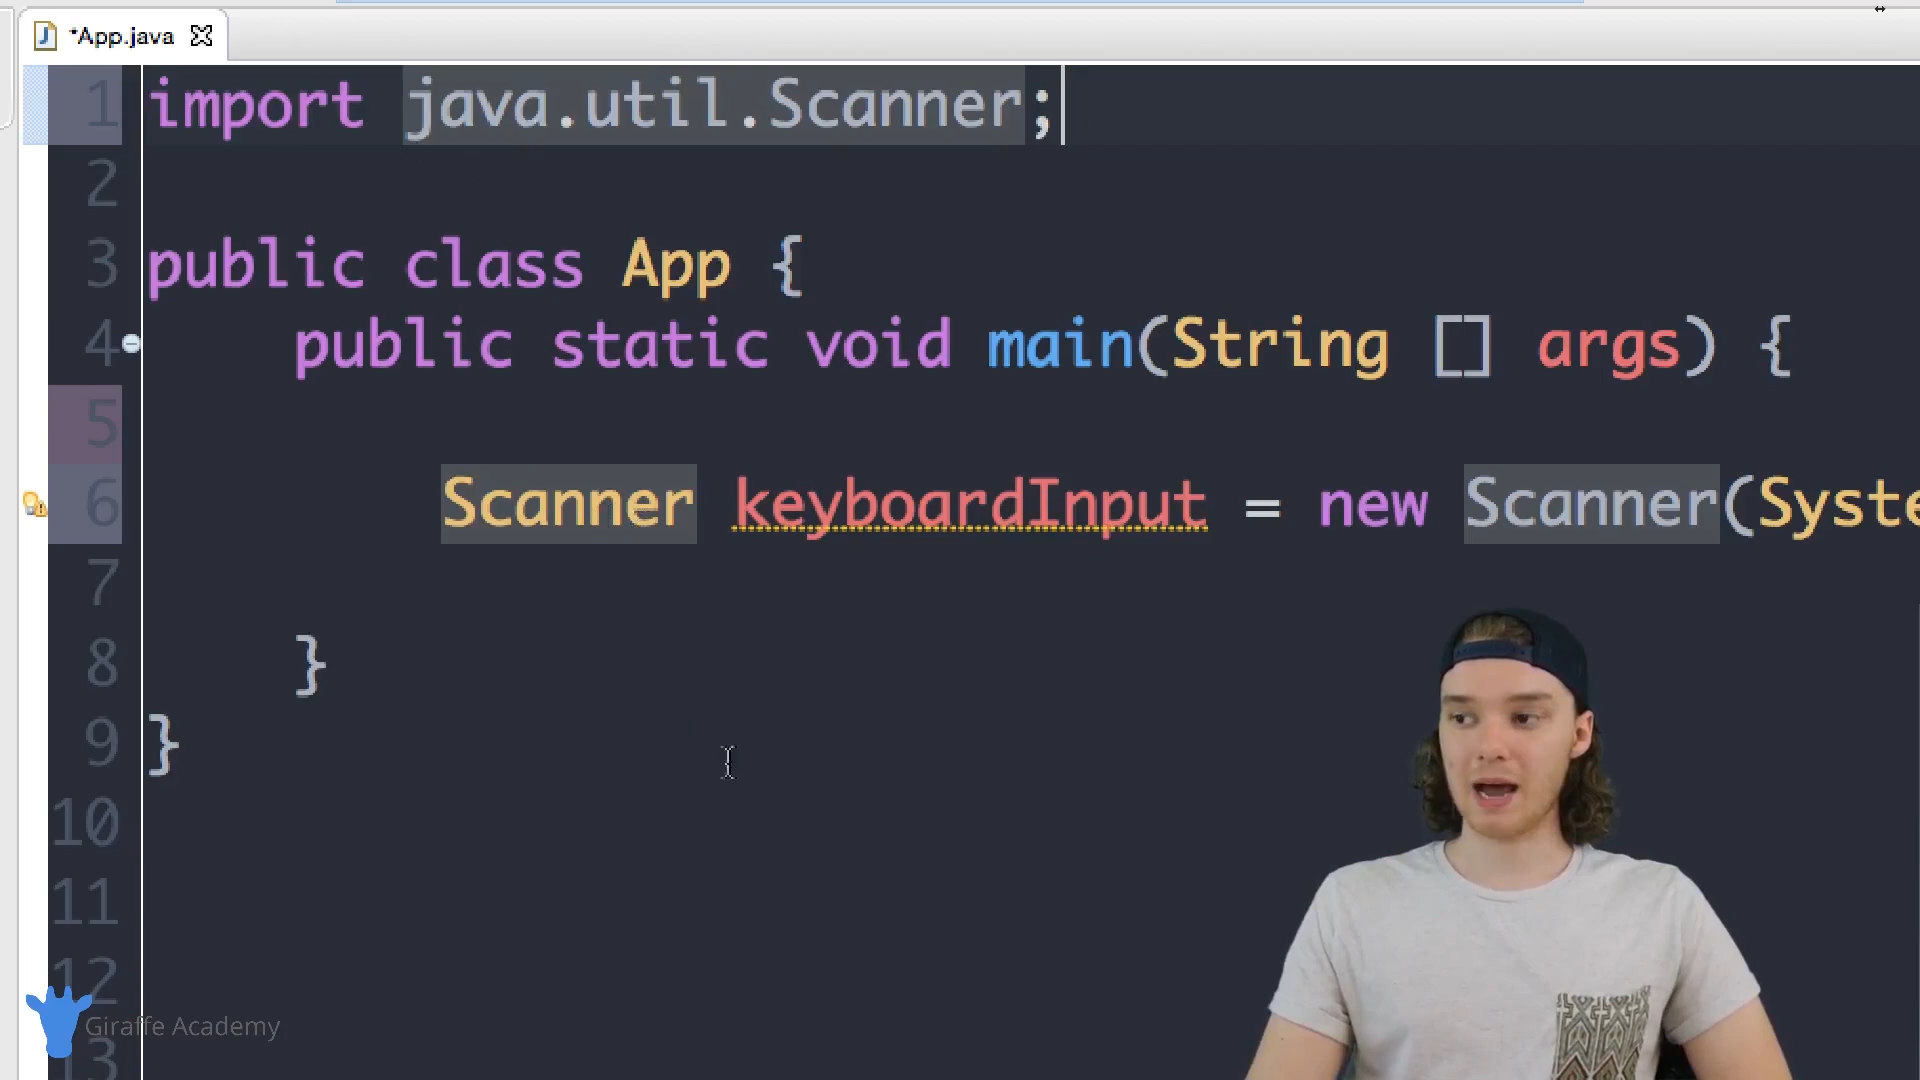 *App.java
1 import java.util.Scanner;
2
3 public class App {
4 public static void main(String [] args) {
5
6 Scanner keyboardInput = new Scanner(Syste
7
8 }
9 }
10
11
12
Giraffe Academy
13